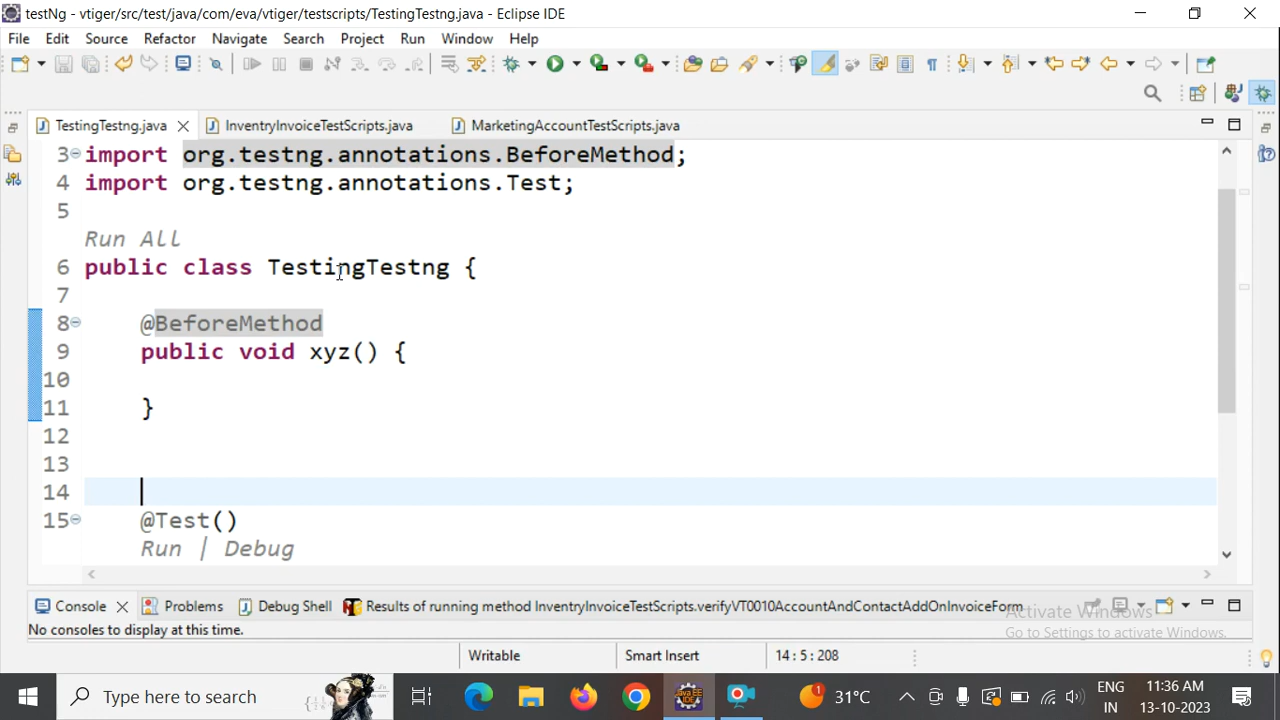 testNg - vtiger/src/test/java/com/eva/vtiger/testscripts/TestingTestng.java - Eclipse IDE
File Edit Source Refactor Navigate Search Project Run Window Help
TestingTestng.java InventryInvoiceTestScripts.java MarketingAccountTestScripts.java
3 import org.testng.annotations.BeforeMethod;
4 import org.testng.annotations.Test;
5
Run All
6 public class TestingTestng {
7
8 @BeforeMethod
9 public void xyz() {
10
11 }
12
13
14
15 @Test()
Run | Debug
Console Problems Debug Shell Results of running method InventryInvoiceTestScripts.verifyVT0010AccountAndContactAddOnInvoiceForm
Activate Windows
No consoles to display at this time.
Go to Settings to activate Windows.
Writable Smart Insert 14 : 5 : 208
Type here to search 1 31°C ENG 11:36 AM
IN 13-10-2023